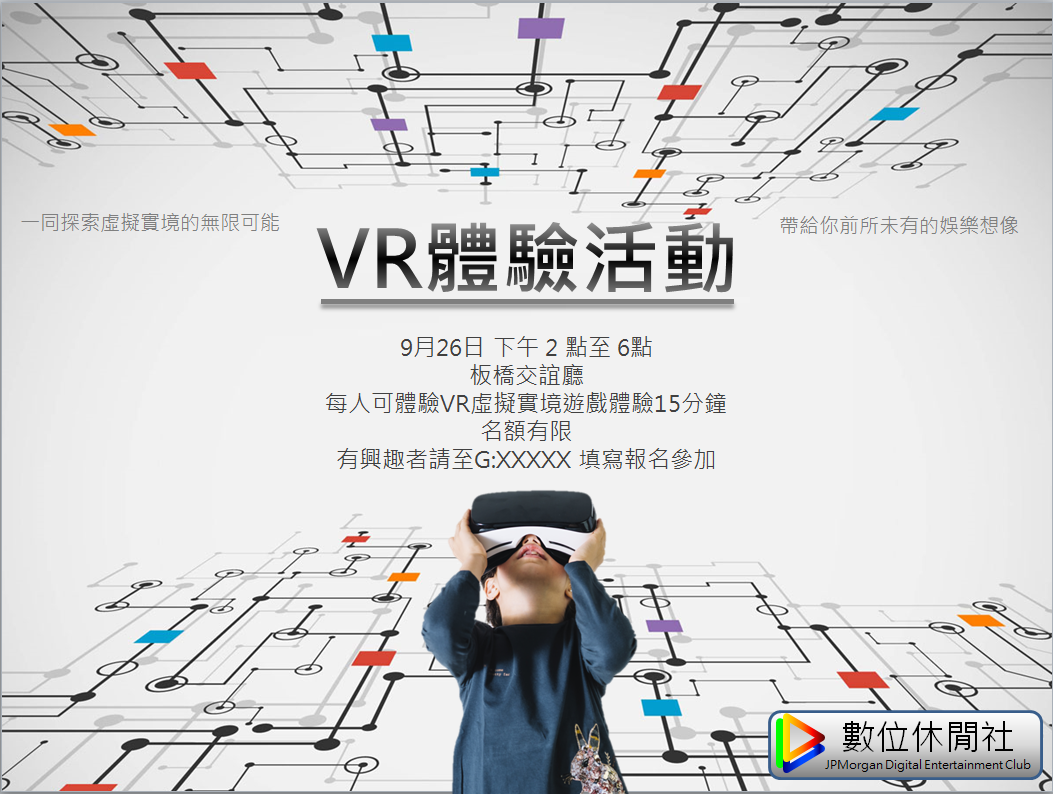 一同探索虛擬實境的無限可能
帶給你前所未有的娛樂想像
VR體驗活動
9月26日 下午 2 點至 6點
板橋交誼廳
每人可體驗VR虛擬實境遊戲體驗15分鐘
名額有限
有興趣者請至G:XXXXX 填寫報名參加
數位休閒社
JPMorgan Digital Entertainment Club